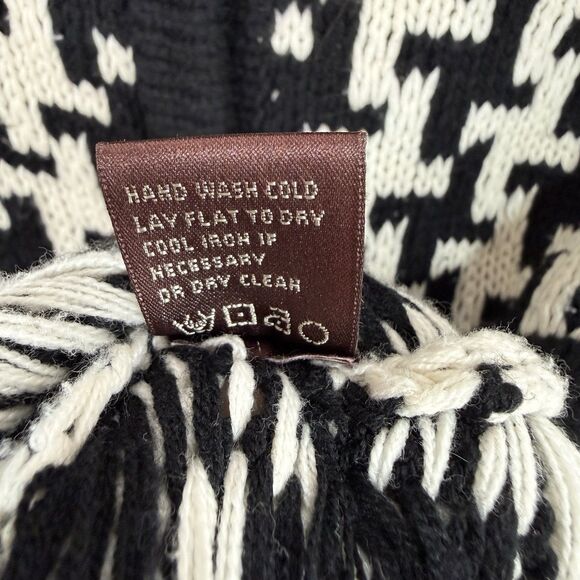 HAND WASH COLD
LAY FLAT TO DRY
COOL IRON IF
NECESSARY
OR DRY CLEAN